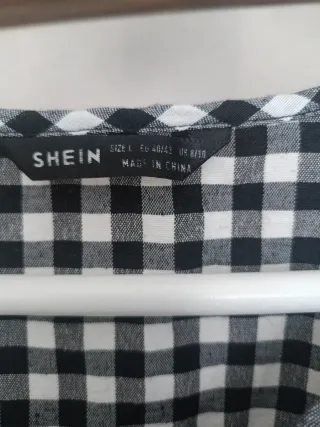 SHEIN
SIZE L EU 40/42 US 8/10
MADE IN CHINA